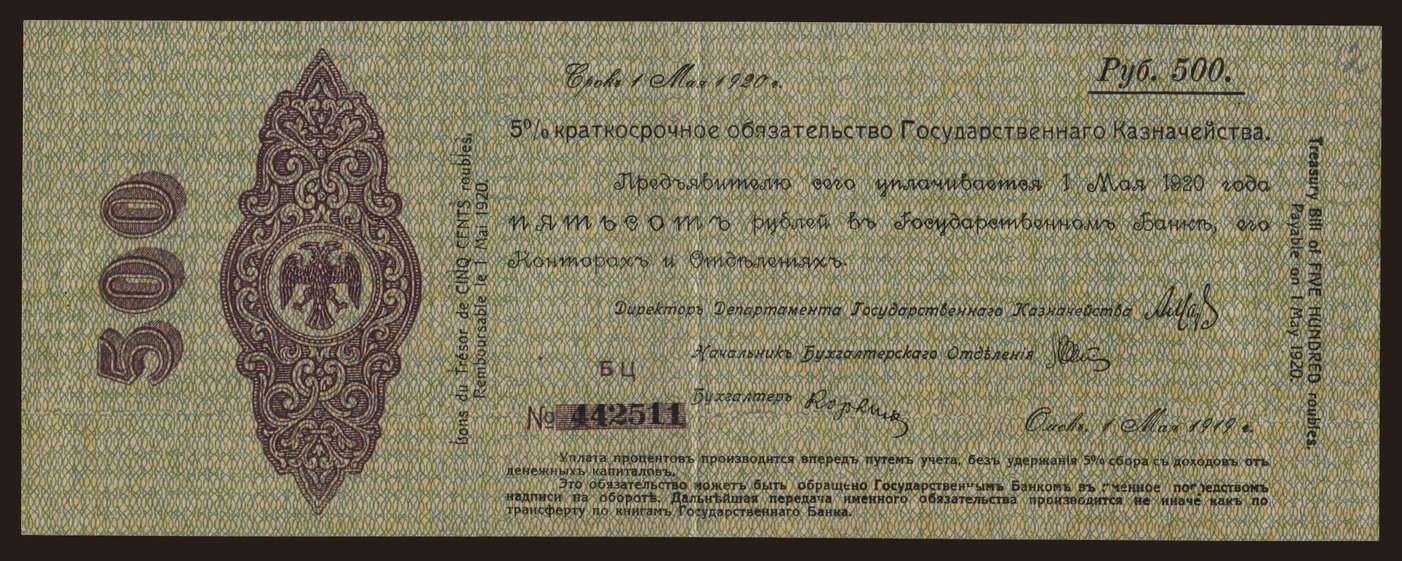 2
Срокъ 1 Мая 1920 г.
Руб. 500.
5% краткосрочное обязательство Государственнаго Казначейства.
Предъявителю сего уплачивается 1 Мая 1920 года
пятьсотъ рублей въ Государственномъ Банкѣ, его
Конторахъ и Отдѣленіяхъ.
Директоръ Департамента Государственнаго Казначейства
Начальникъ Бухгалтерскаго Отдѣленія
Бухгалтеръ
БЦ
№ 442511
Омскъ, 1 Мая 1919 г.
Уплата процентовъ производится впередъ путемъ учета, безъ удержанія 5% сбора съ доходовъ отъ
денежныхъ капиталовъ.
Это обязательство можетъ быть обращено Государственнымъ Банкомъ въ именное посредствомъ
надписи на оборотѣ. Дальнѣйшая передача именного обязательства производится не иначе какъ по
трансферту по книгамъ Государственнаго Банка.
500
Bons du Trésor de CINQ CENTS roubles.
Remboursable le 1 Mai 1920
Treasury Bill of FIVE HUNDRED roubles.
Payable on 1 May 1920.